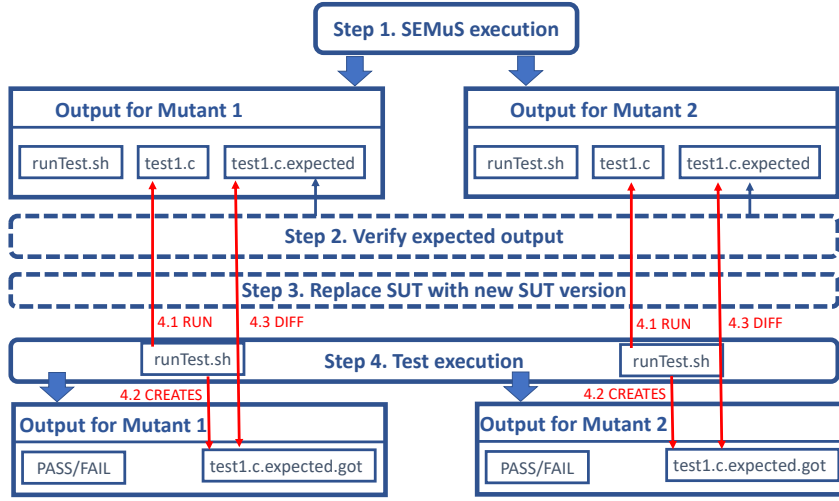 Step 1. SEMuS execution
Output for Mutant 1
Output for Mutant 2
runTest.sh
test1.c
test1.c.expected
runTest.sh
test1.c
test1.c.expected
Step 2. Verify expected output
Step 3. Replace SUT with new SUT version
4.1 RUN
4.3 DIFF
4.1 RUN
4.3 DIFF
runTest.sh
Step 4. Test execution
runTest.sh
4.2 CREATES
4.2 CREATES
Output for Mutant 1
Output for Mutant 2
PASS/FAIL
test1.c.expected.got
PASS/FAIL
test1.c.expected.got